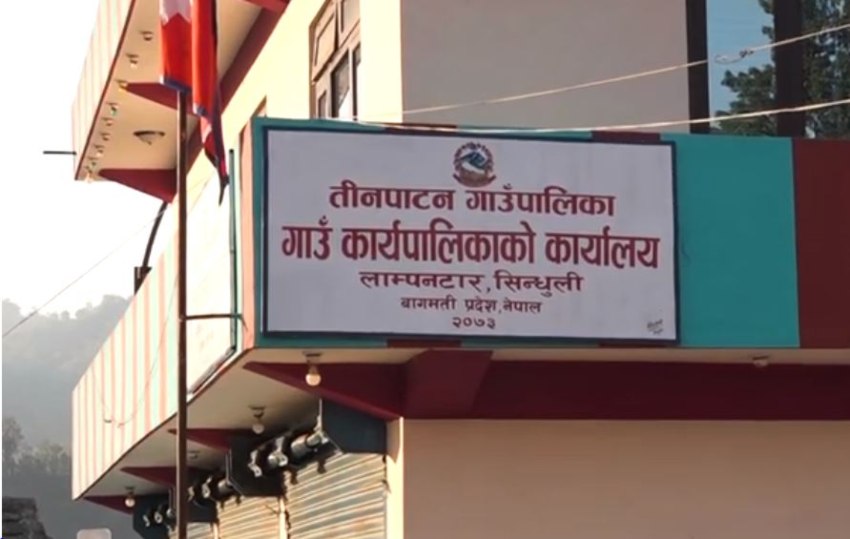 तीनपाटन गाउँपालिका
गाउँ कार्यपालिकाको कार्यालय
लाम्पनटार, सिन्धुली
बागमती प्रदेश, नेपाल
२०७३